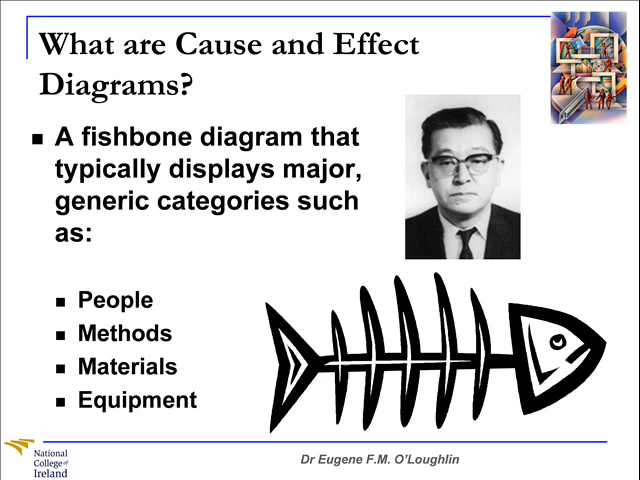 What are Cause and Effect
Diagrams?
A fishbone diagram that
typically displays major,
generic categories such
as:
People
Methods
Materials
Equipment
National
College of
Ireland
Dr Eugene F.M. O'Loughlin